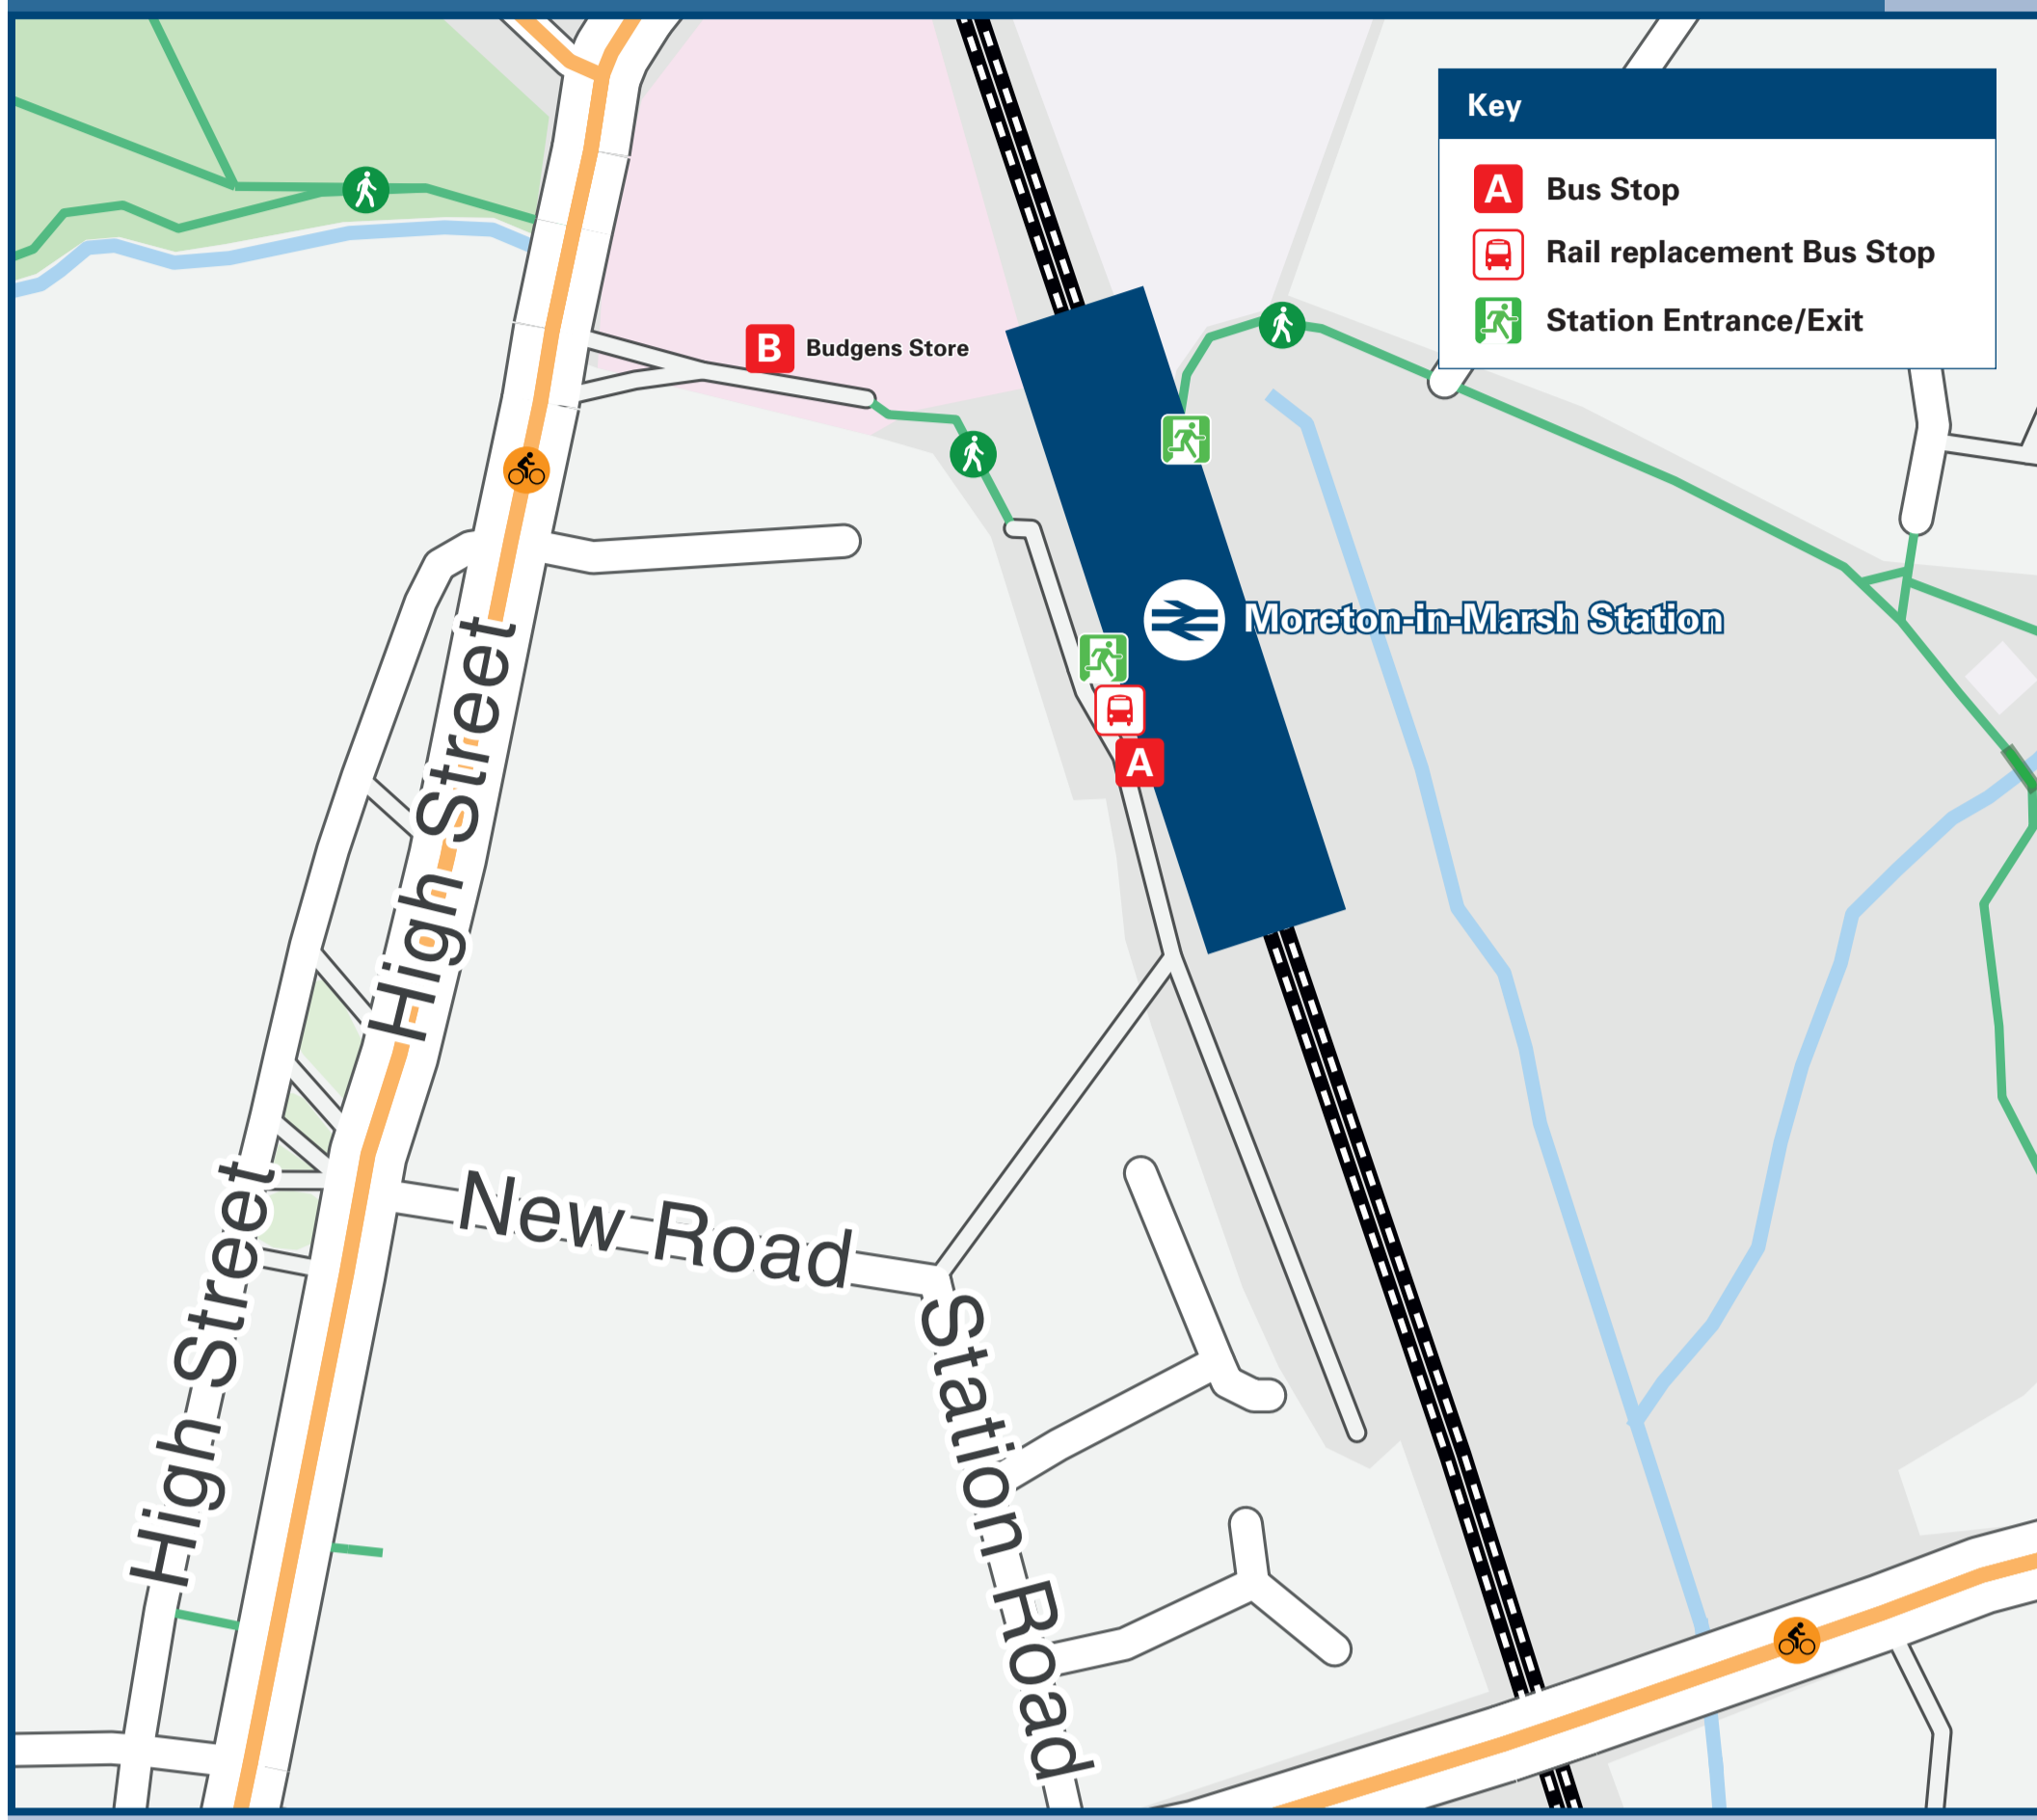 Key
A Bus Stop
Rail replacement Bus Stop
Station Entrance/Exit
B Budgens Store
Moreton-in-Marsh Station
A
High Street
High Street
New Road
Station Road